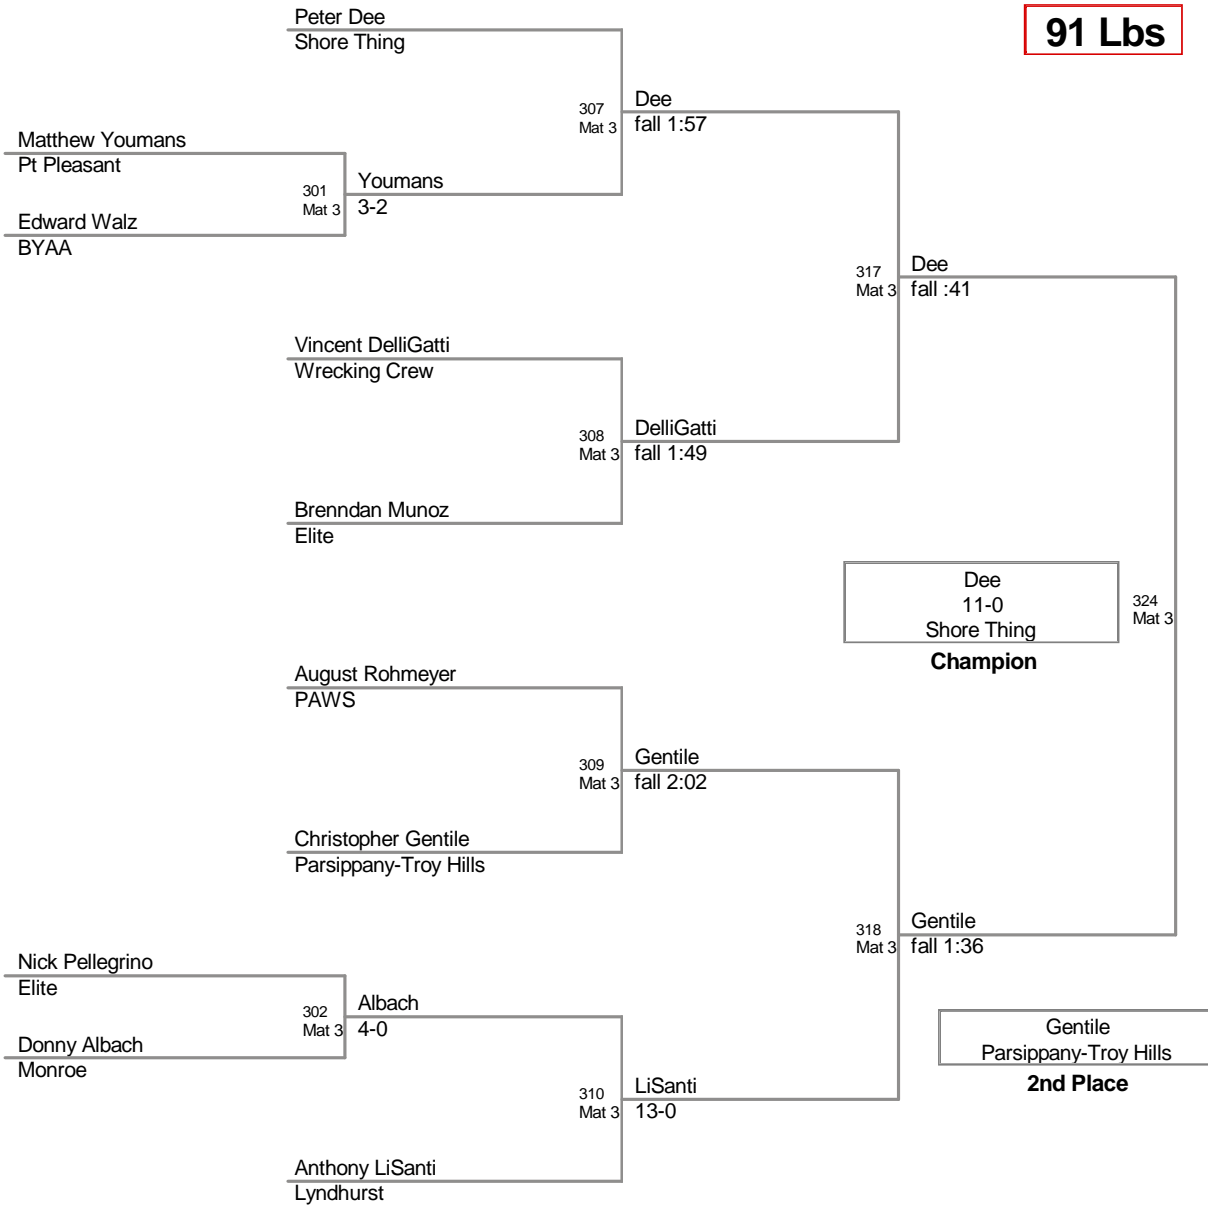 Peter Dee
Shore Thing
91 Lbs
307
Mat 3
Dee
fall 1:57
Matthew Youmans
Pt Pleasant
301
Mat 3
Youmans
3-2
Edward Walz
BYAA
317
Mat 3
Dee
fall :41
Vincent DelliGatti
Wrecking Crew
308
Mat 3
DelliGatti
fall 1:49
Brenndan Munoz
Elite
Dee
11-0
Shore Thing
Champion
324
Mat 3
August Rohmeyer
PAWS
309
Mat 3
Gentile
fall 2:02
Christopher Gentile
Parsippany-Troy Hills
318
Mat 3
Gentile
fall 1:36
Nick Pellegrino
Elite
302
Mat 3
Albach
4-0
Donny Albach
Monroe
Gentile
Parsippany-Troy Hills
2nd Place
310
Mat 3
LiSanti
13-0
Anthony LiSanti
Lyndhurst